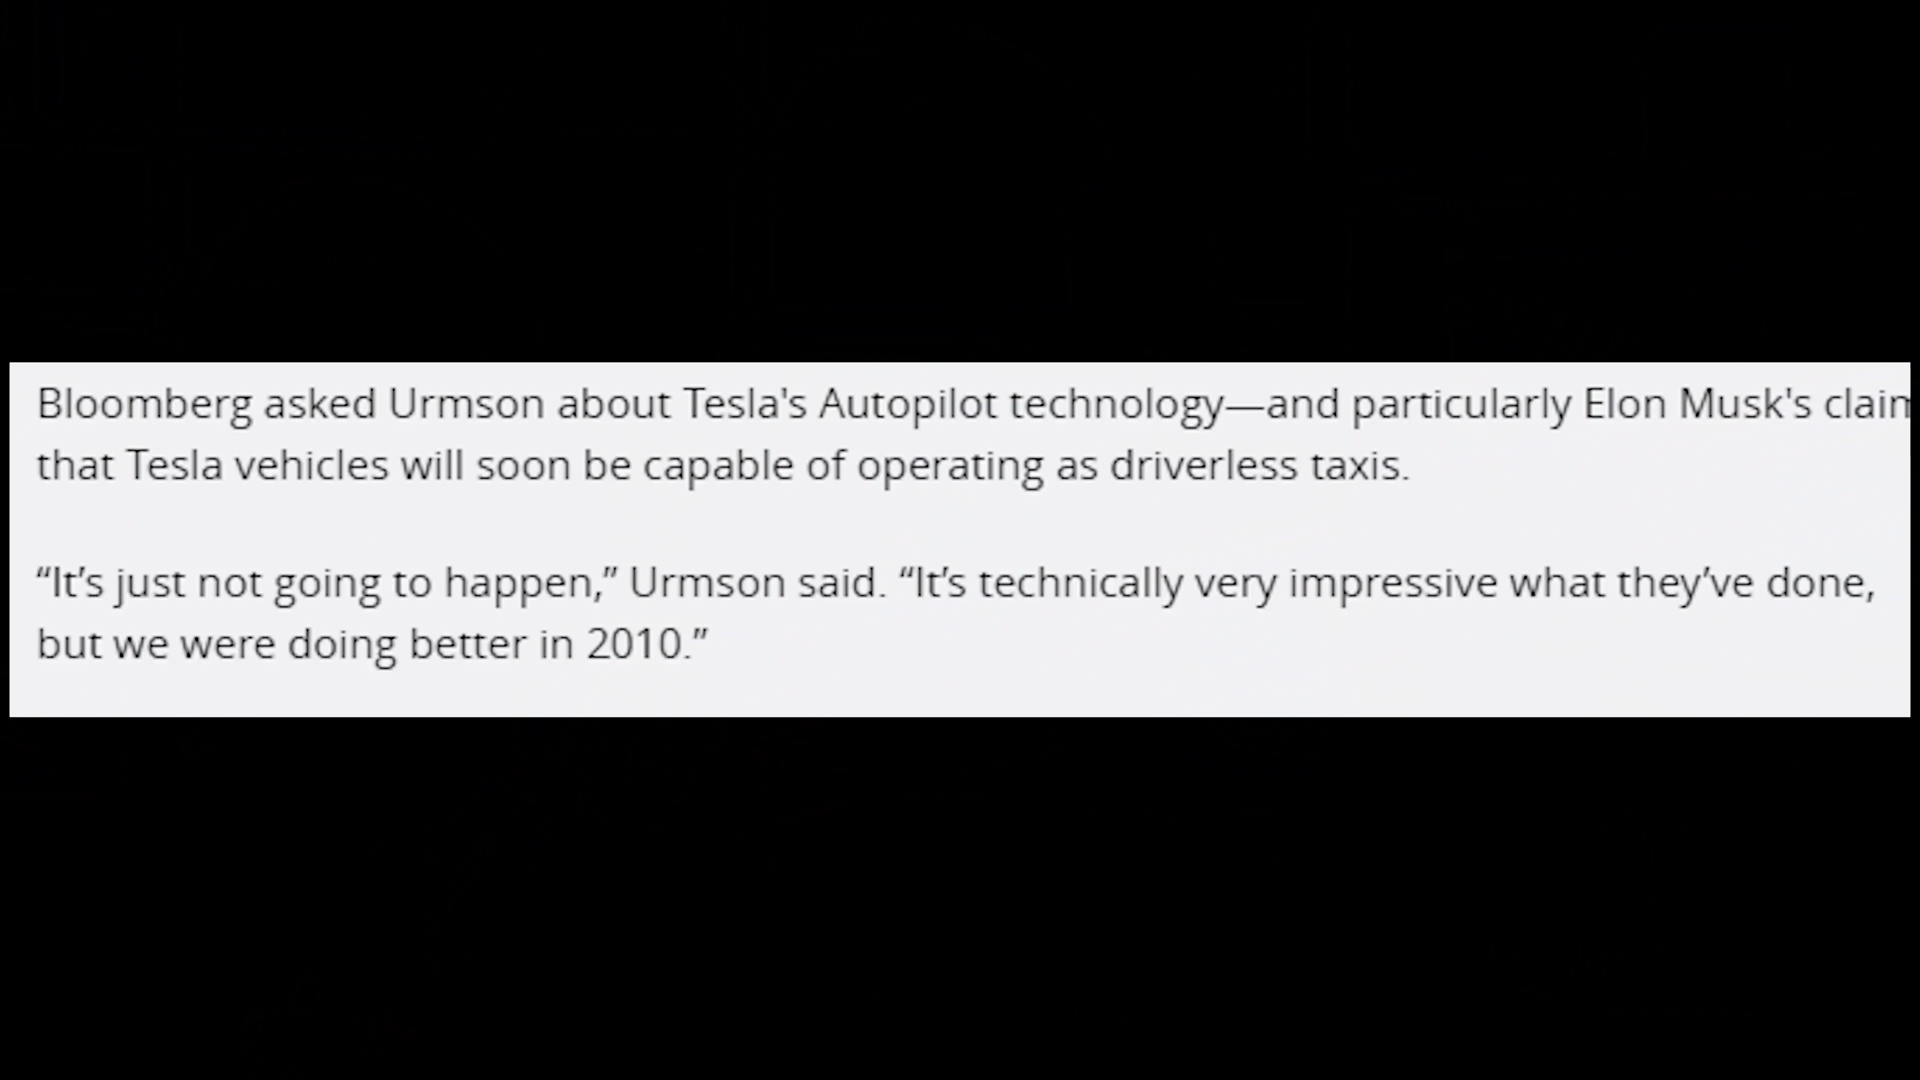 Bloomberg asked Urmson about Tesla's Autopilot technology—and particularly Elon Musk's claim
that Tesla vehicles will soon be capable of operating as driverless taxis.
“It’s just not going to happen,” Urmson said. “It’s technically very impressive what they’ve done,
but we were doing better in 2010.”